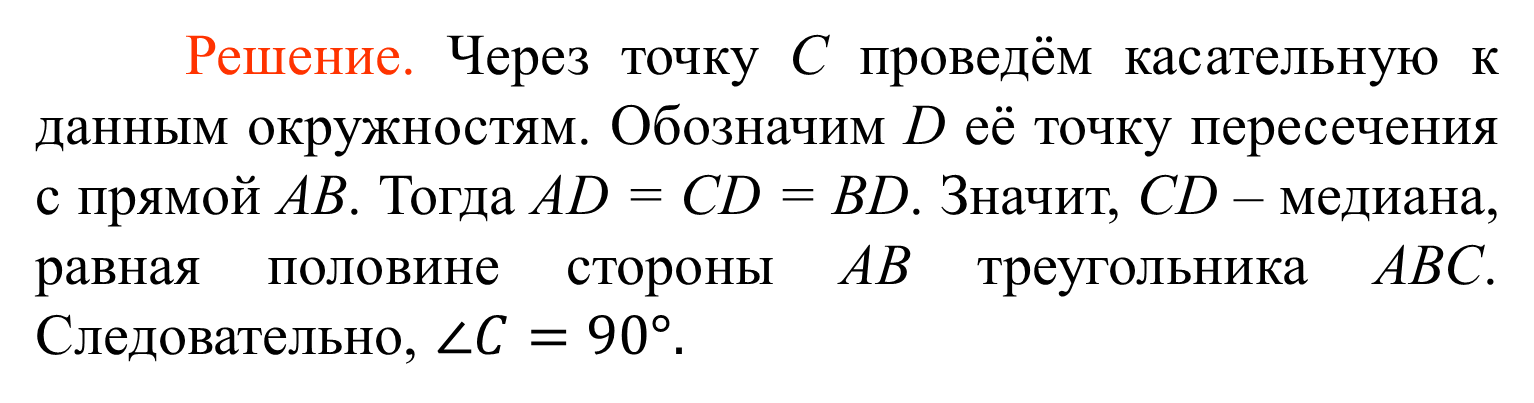 Решение. Через точку C проведём касательную к
данным окружностям. Обозначим D её точку пересечения
с прямой AB. Тогда AD = CD = BD. Значит, CD – медиана,
равная половине стороны AB треугольника ABC.
Следовательно, ∠C = 90°.